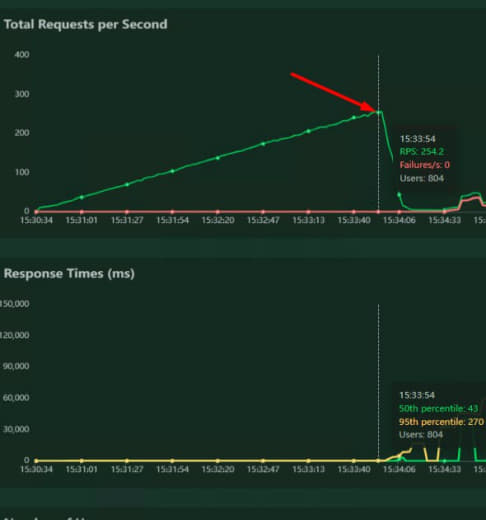 Total Requests per Second
400
300
200
100
0
15:33:54
RPS: 254.2
Failures/s: 0
Users: 804
15:30:34 15:31:01 15:31:27 15:31:54 15:32:20 15:32:47 15:33:13 15:33:40 15:34:06 15:34:33 15:
Response Times (ms)
150,000
120,000
90,000
60,000
30,000
0
15:33:54
50th percentile: 43
95th percentile: 270
Users: 804
15:30:34 15:31:01 15:31:27 15:31:54 15:32:20 15:32:47 15:33:13 15:33:40 15:34:06 15:34:33 15: